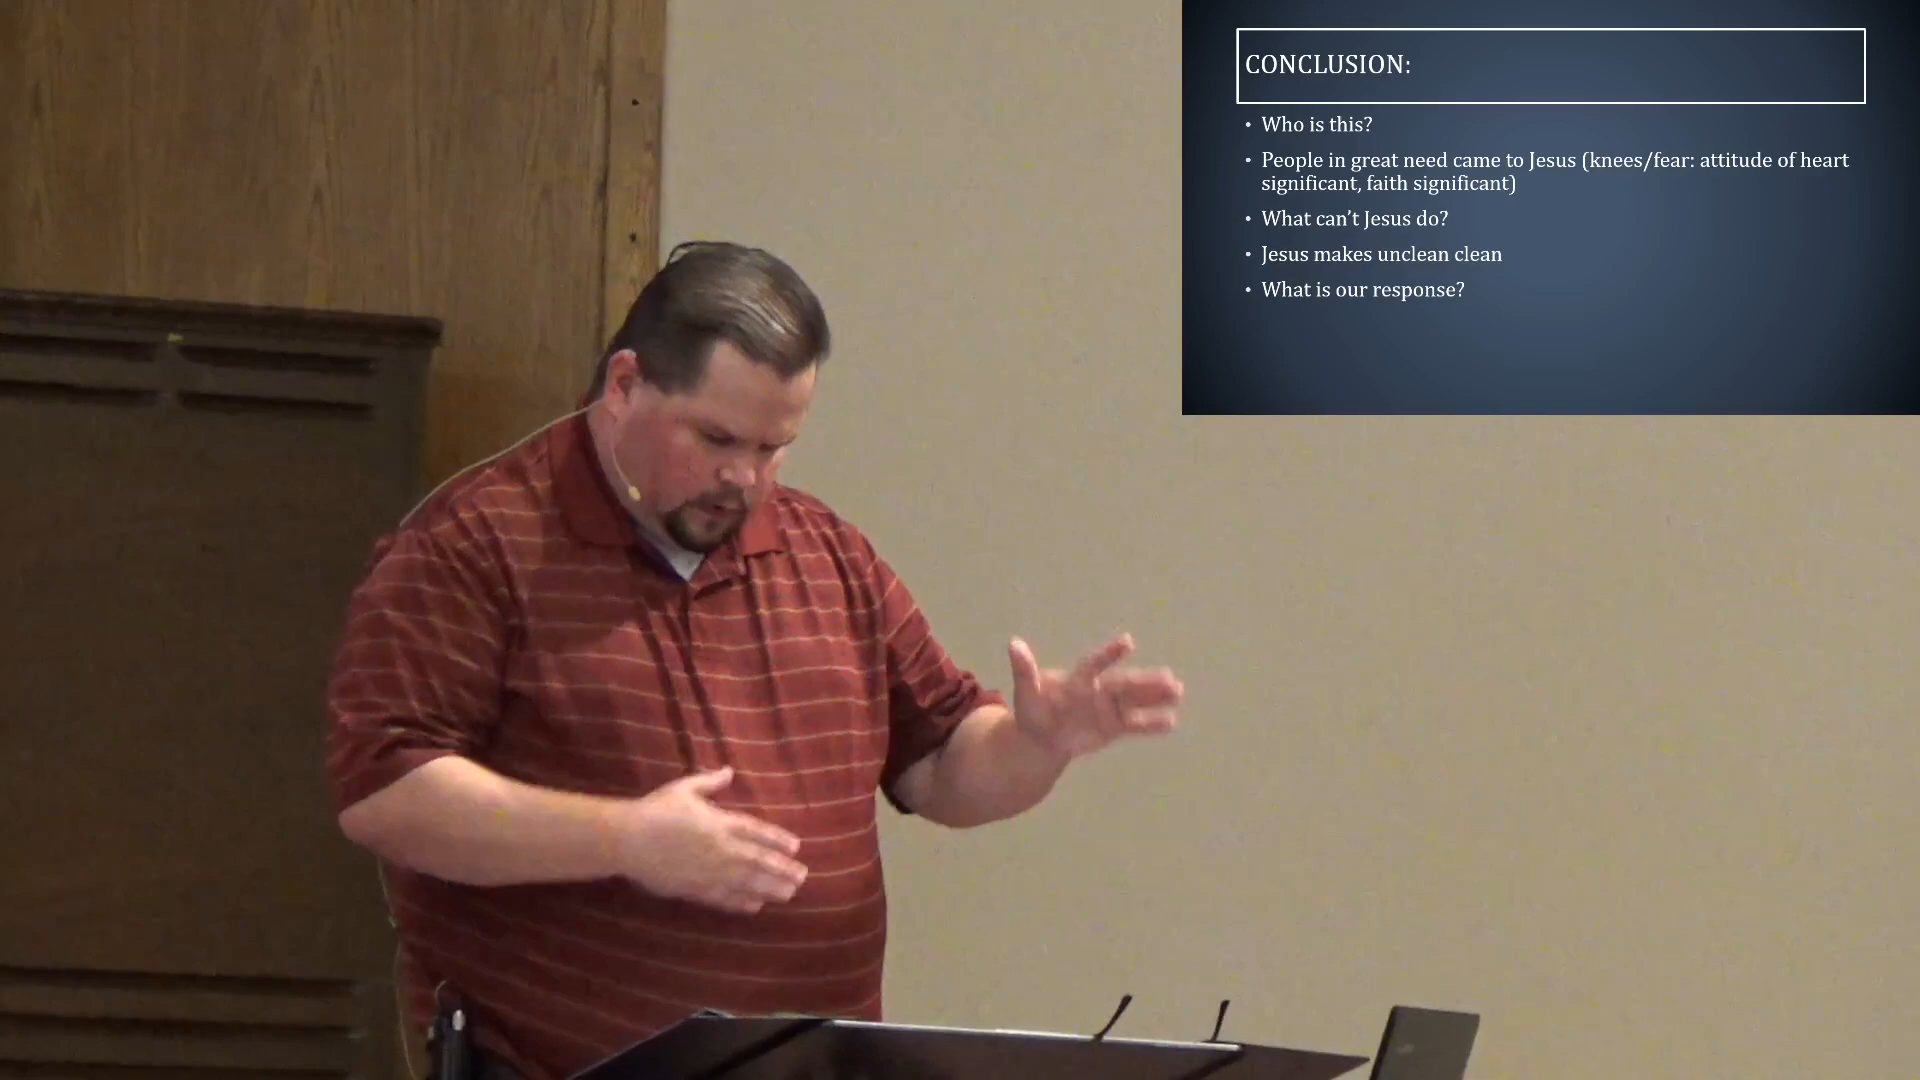 CONCLUSION:
• Who is this?
• People in great need came to Jesus (knees/fear: attitude of heart
significant, faith significant)
• What can’t Jesus do?
• Jesus makes unclean clean
• What is our response?